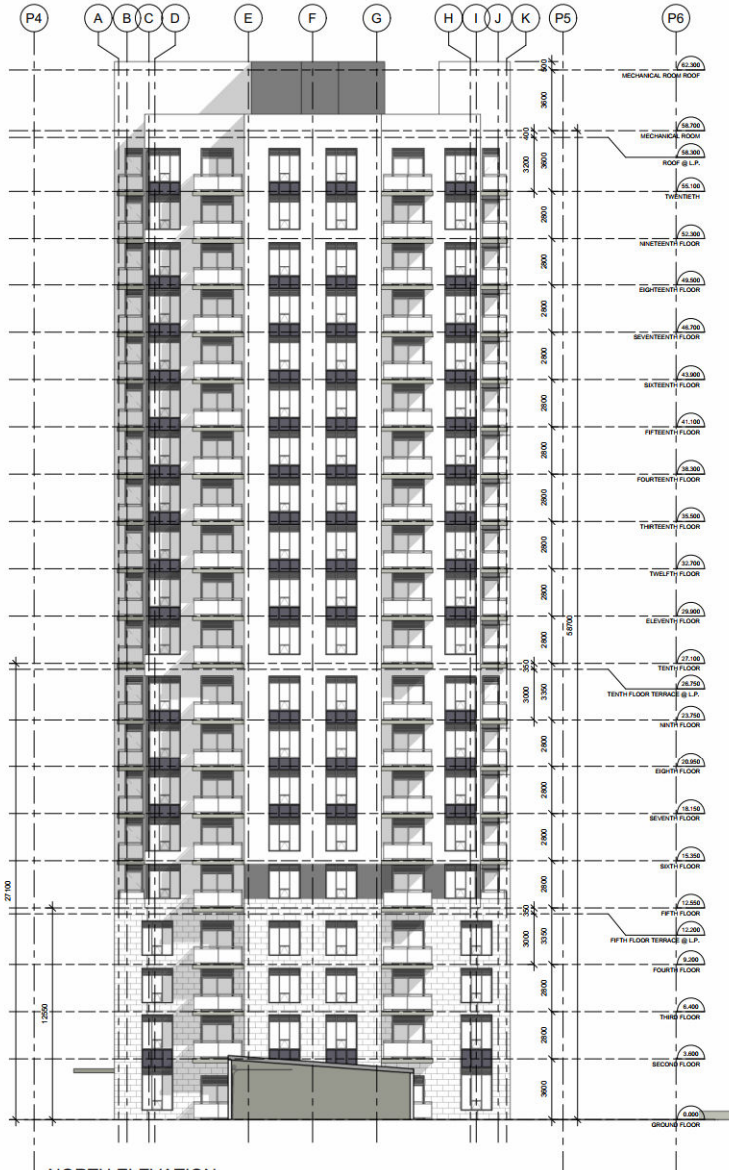 P4 A B C D E F G H I J K P5 P6
62.300
MECHANICAL ROOM ROOF
500
3600
58.700
MECHANICAL ROOM
400
58.300
ROOF @ L.P.
3200
3600
55.100
TWENTIETH
2800
52.300
NINETEENTH FLOOR
2800
49.500
EIGHTEENTH FLOOR
2800
46.700
SEVENTEENTH FLOOR
2800
43.900
SIXTEENTH FLOOR
2800
41.100
FIFTEENTH FLOOR
2800
38.300
FOURTEENTH FLOOR
2800
35.500
THIRTEENTH FLOOR
2800
32.700
TWELFTH FLOOR
2800
29.900
ELEVENTH FLOOR
58700
2800
27.100
TENTH FLOOR
350
26.750
TENTH FLOOR TERRACE @ L.P.
3000
3350
23.750
NINTH FLOOR
2800
20.950
EIGHTH FLOOR
2800
18.150
SEVENTH FLOOR
2800
15.350
SIXTH FLOOR
27100
2800
12.550
FIFTH FLOOR
350
12.200
FIFTH FLOOR TERRACE @ L.P.
3000
3350
9.200
FOURTH FLOOR
12550
2800
6.400
THIRD FLOOR
2800
3.600
SECOND FLOOR
3600
0.000
GROUND FLOOR
NORTH ELEVATION